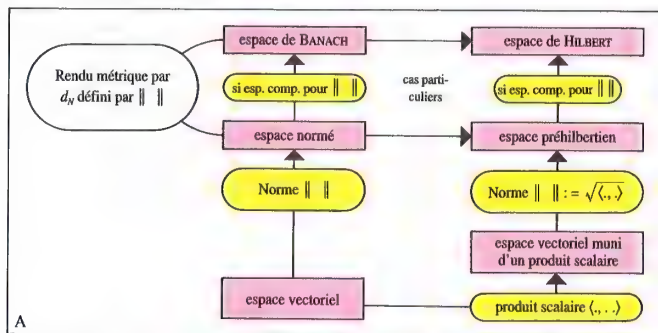 espace de BANACH
espace de HILBERT
Rendu métrique par
d_N défini par ‖ ‖
si esp. comp. pour ‖ ‖
cas parti-
culiers
si esp. comp. pour ‖ ‖
espace normé
espace préhilbertien
Norme ‖ ‖
Norme ‖ ‖ := √⟨.,.⟩
espace vectoriel muni
d'un produit scalaire
espace vectoriel
produit scalaire ⟨., . .⟩
A